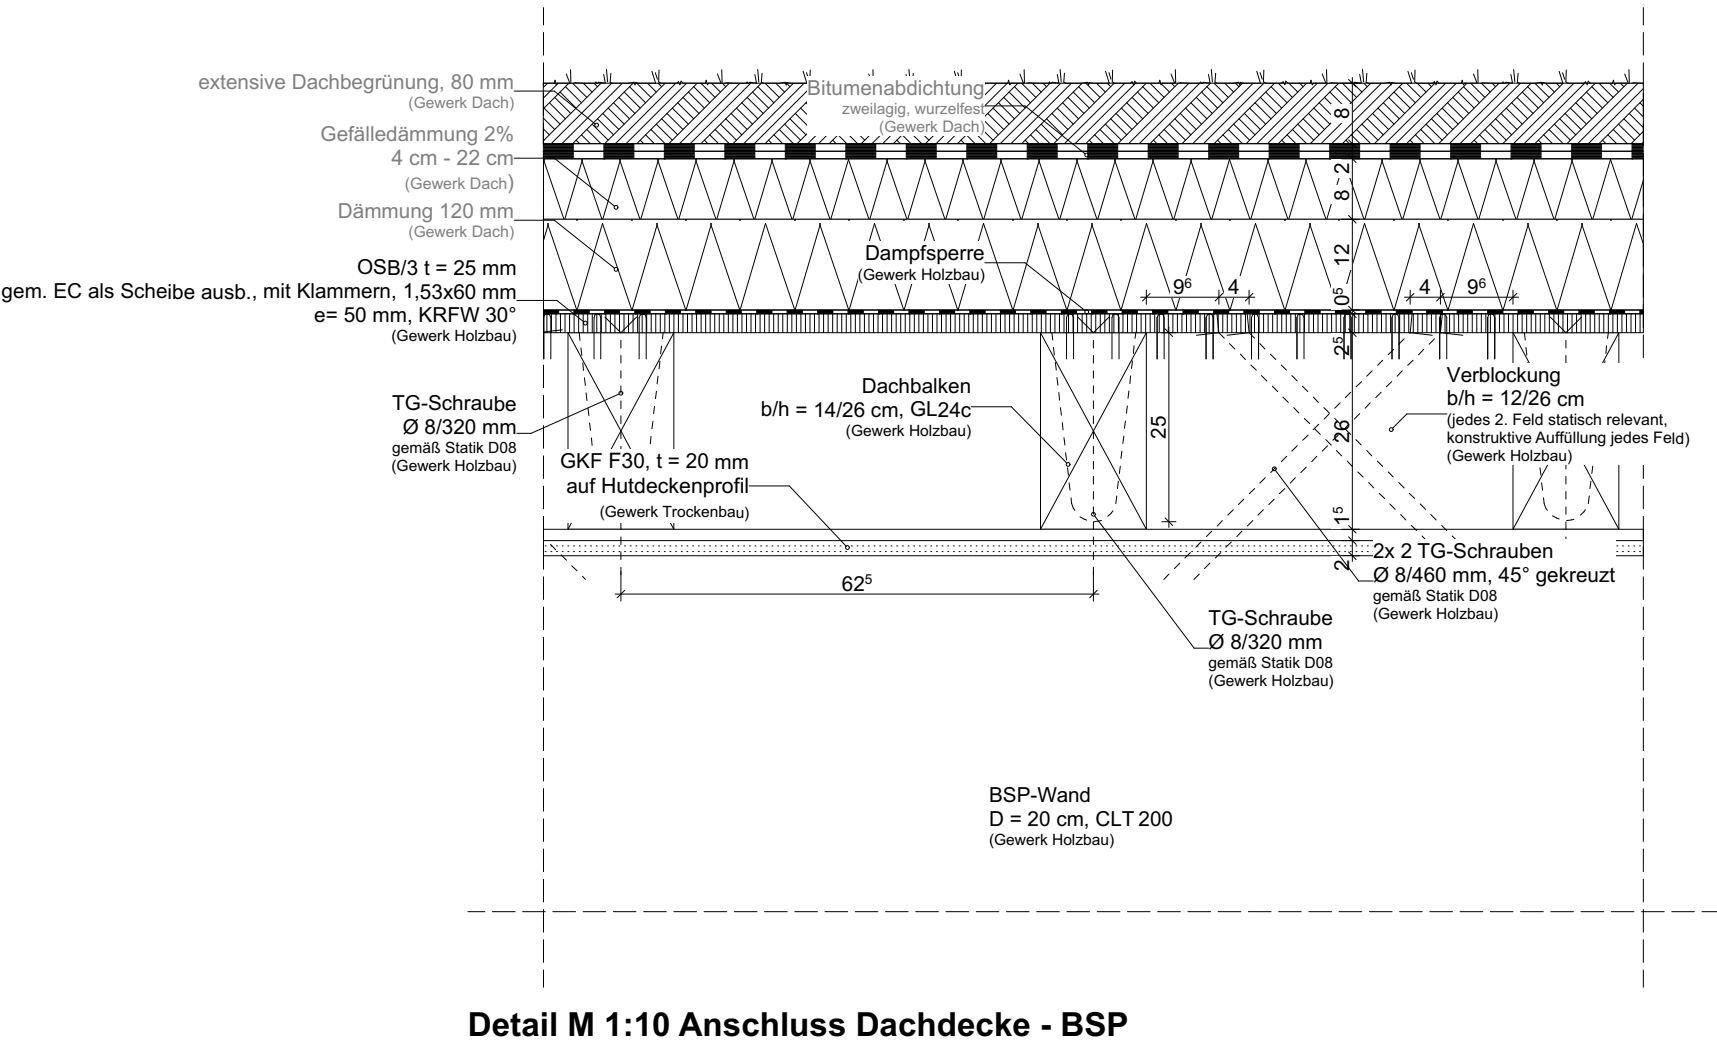 extensive Dachbegrünung, 80 mm
(Gewerk Dach)
Gefälledämmung 2%
4 cm - 22 cm
(Gewerk Dach)
Dämmung 120 mm
(Gewerk Dach)
OSB/3 t = 25 mm
gem. EC als Scheibe ausb., mit Klammern, 1,53x60 mm
e= 50 mm, KRFW 30°
(Gewerk Holzbau)
TG-Schraube
Ø 8/320 mm
gemäß Statik D08
(Gewerk Holzbau)
GKF F30, t = 20 mm
auf Hutdeckenprofil
(Gewerk Trockenbau)
Bitumenabdichtung
zweilagig, wurzelfest
(Gewerk Dach)
Dampfsperre
(Gewerk Holzbau)
Dachbalken
b/h = 14/26 cm, GL24c
(Gewerk Holzbau)
9⁶ 4 4 9⁶
8
2
8
12
10⁵
2⁵
26
1⁵
2
25
62⁵
Verblockung
b/h = 12/26 cm
(jedes 2. Feld statisch relevant,
konstruktive Auffüllung jedes Feld)
(Gewerk Holzbau)
2x 2 TG-Schrauben
Ø 8/460 mm, 45° gekreuzt
gemäß Statik D08
(Gewerk Holzbau)
TG-Schraube
Ø 8/320 mm
gemäß Statik D08
(Gewerk Holzbau)
BSP-Wand
D = 20 cm, CLT 200
(Gewerk Holzbau)
Detail M 1:10 Anschluss Dachdecke - BSP